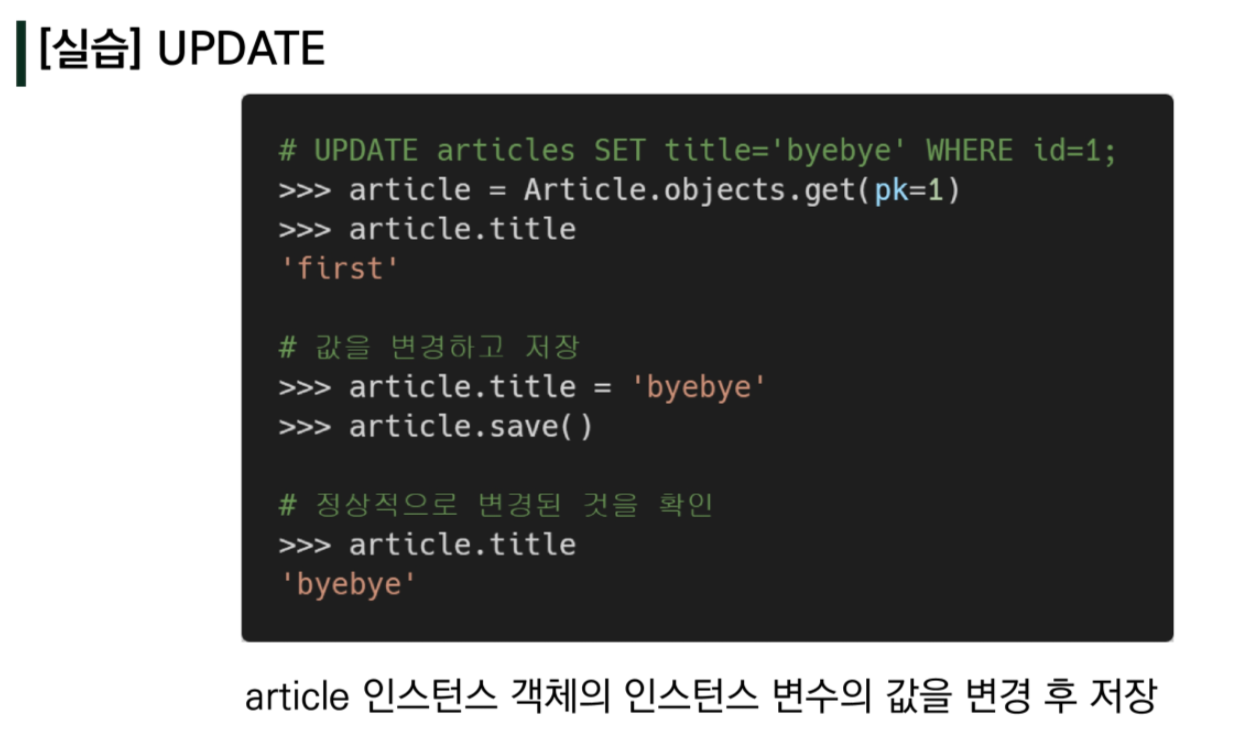 [실습] UPDATE
# UPDATE articles SET title='byebye' WHERE id=1;
>>> article = Article.objects.get(pk=1)
>>> article.title
'first'
# 값을 변경하고 저장
>>> article.title = 'byebye'
>>> article.save()
# 정상적으로 변경된 것을 확인
>>> article.title
'byebye'
article 인스턴스 객체의 인스턴스 변수의 값을 변경 후 저장